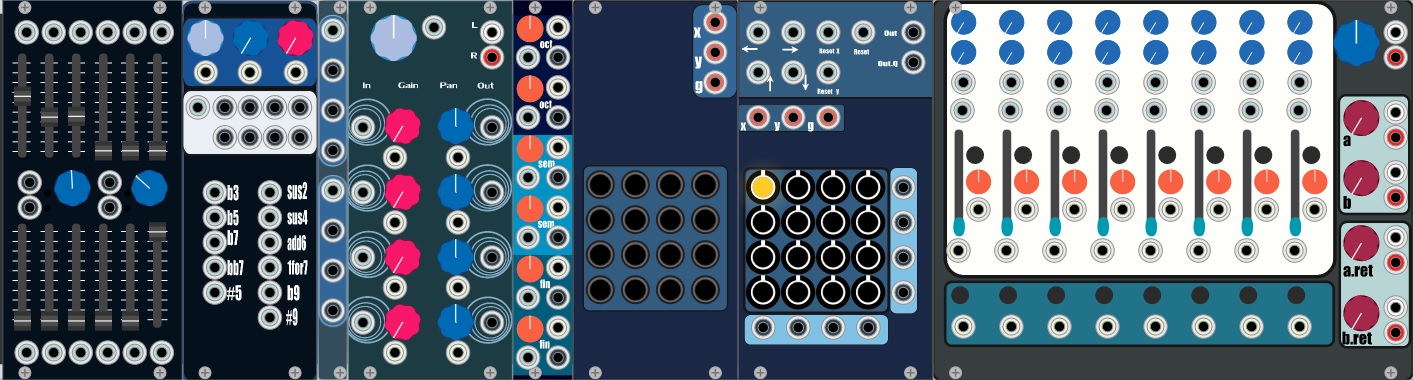 b3
b5
b7
bb7
#5
sus2
sus4
add6
1for7
b9
#9
L
R
In Gain Pan Out
oct
oct
sem
sem
fin
fin
x
y
g
Reset X Reset
Reset Y
Out
Out.Q
x y g
a
b
a.ret
b.ret